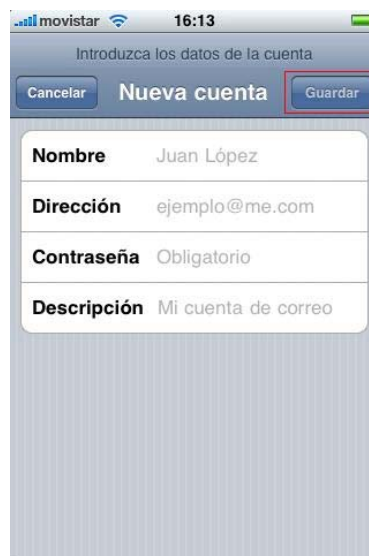 movistar 16:13
Introduzca los datos de la cuenta
Cancelar Nueva cuenta Guardar
Nombre Juan López
Dirección ejemplo@me.com
Contraseña Obligatorio
Descripción Mi cuenta de correo